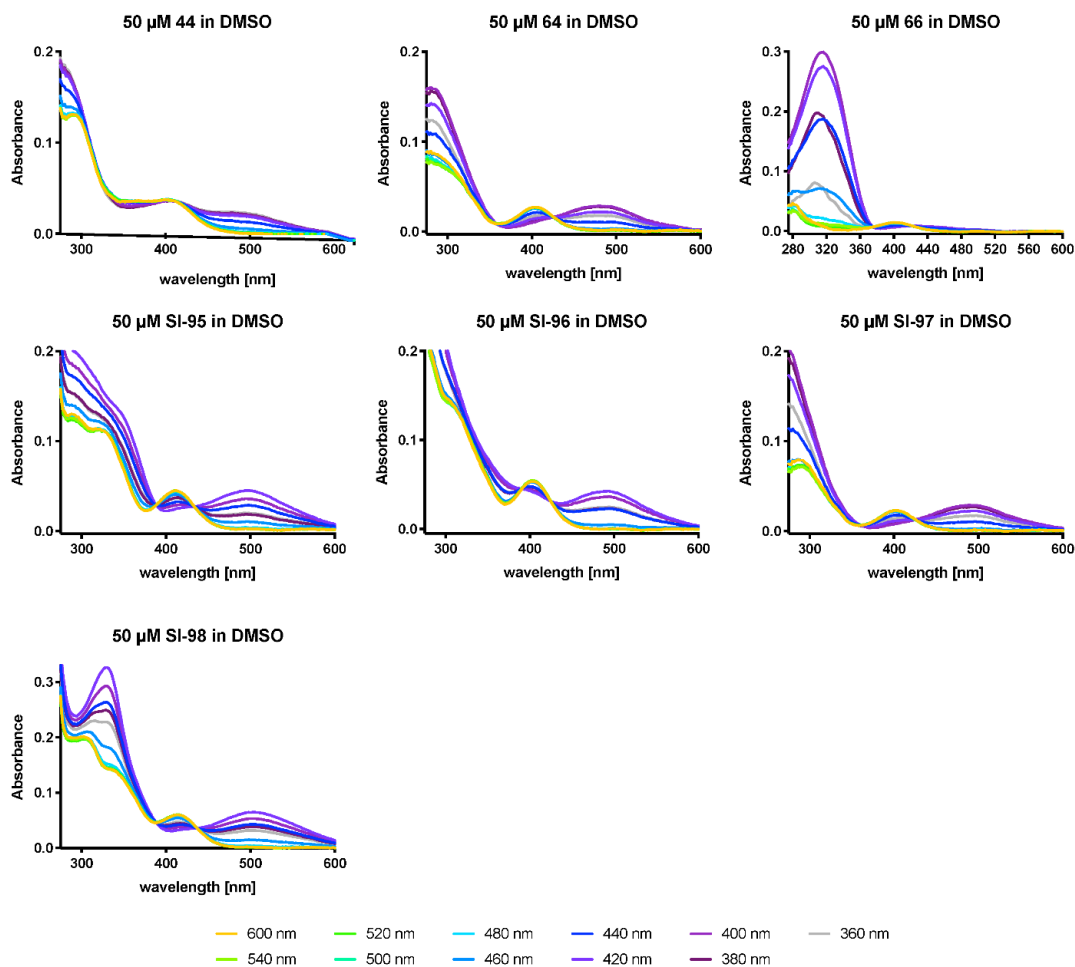 50 µM 44 in DMSO
0.2
0.1
0.0
Absorbance
300
400
500
600
wavelength [nm]
50 µM 64 in DMSO
0.2
0.1
0.0
Absorbance
300
400
500
600
wavelength [nm]
50 µM 66 in DMSO
0.3
0.2
0.1
0.0
Absorbance
280
320
360
400
440
480
520
560
600
wavelength [nm]
50 µM SI-95 in DMSO
0.2
0.1
0.0
Absorbance
300
400
500
600
wavelength [nm]
50 µM SI-96 in DMSO
0.2
0.1
0.0
Absorbance
300
400
500
600
wavelength [nm]
50 µM SI-97 in DMSO
0.2
0.1
0.0
Absorbance
300
400
500
600
wavelength [nm]
50 µM SI-98 in DMSO
0.3
0.2
0.1
0.0
Absorbance
300
400
500
600
wavelength [nm]
600 nm 520 nm 480 nm 440 nm 400 nm 360 nm
540 nm 500 nm 460 nm 420 nm 380 nm